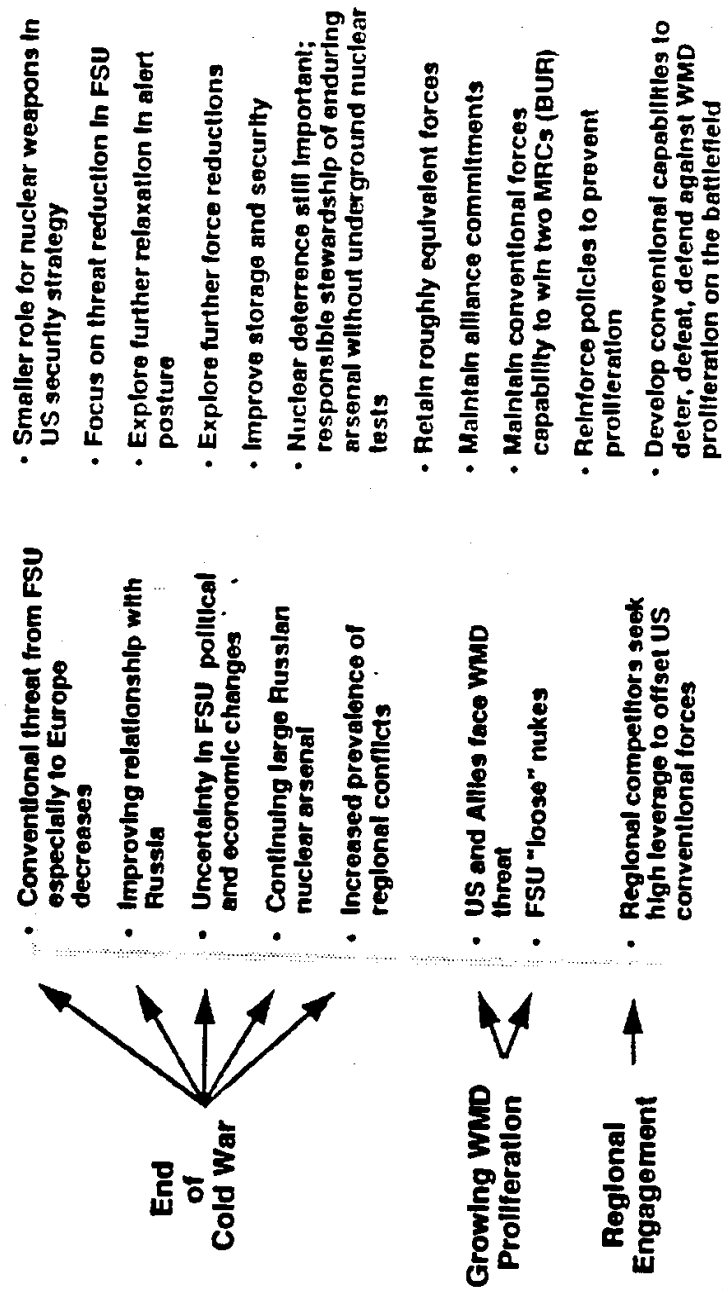 End
of
Cold War
Growing WMD
Proliferation
Regional
Engagement
• Conventional threat from FSU
especially to Europe
decreases
• Improving relationship with
Russia
• Uncertainty in FSU political
and economic changes
• Continuing large Russian
nuclear arsenal
• Increased prevalence of
regional conflicts
• US and Allies face WMD
threat
• FSU "loose" nukes
• Regional competitors seek
high leverage to offset US
conventional forces
• Smaller role for nuclear weapons in
US security strategy
• Focus on threat reduction in FSU
• Explore further relaxation in alert
posture
• Explore further force reductions
• Improve storage and security
• Nuclear deterrence still important;
responsible stewardship of enduring
arsenal without underground nuclear
tests
• Retain roughly equivalent forces
• Maintain alliance commitments
• Maintain conventional forces
capability to win two MRCs (BUR)
• Reinforce policies to prevent
proliferation
• Develop conventional capabilities to
deter, defeat, defend against WMD
proliferation on the battlefield